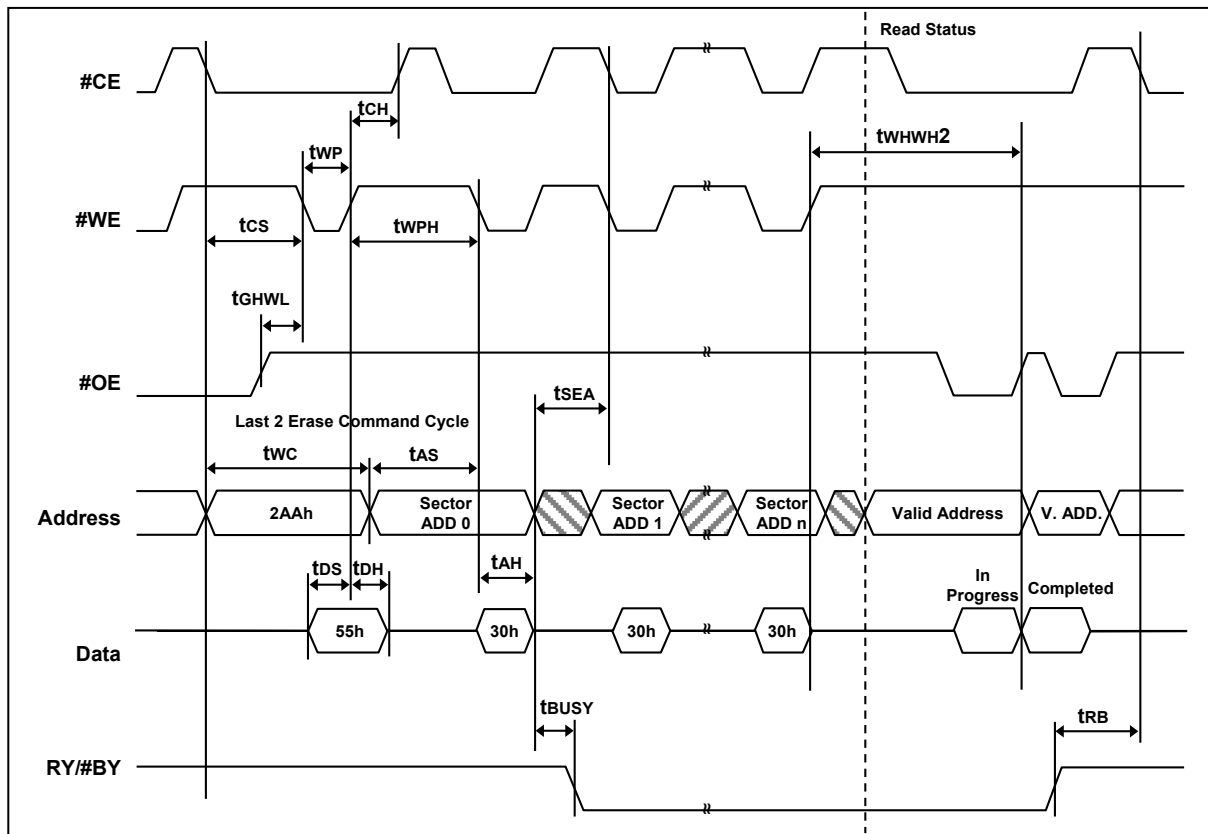 Read Status
#CE
tCH
tWHWH2
tWP
#WE
tCS
tWPH
tGHWL
#OE
tSEA
Last 2 Erase Command Cycle
tWC
tAS
Address
2AAh
Sector
ADD 0
Sector
ADD 1
Sector
ADD n
Valid Address
V. ADD.
tDS
tDH
tAH
In
Progress
Completed
Data
55h
30h
30h
30h
tBUSY
tRB
RY/#BY